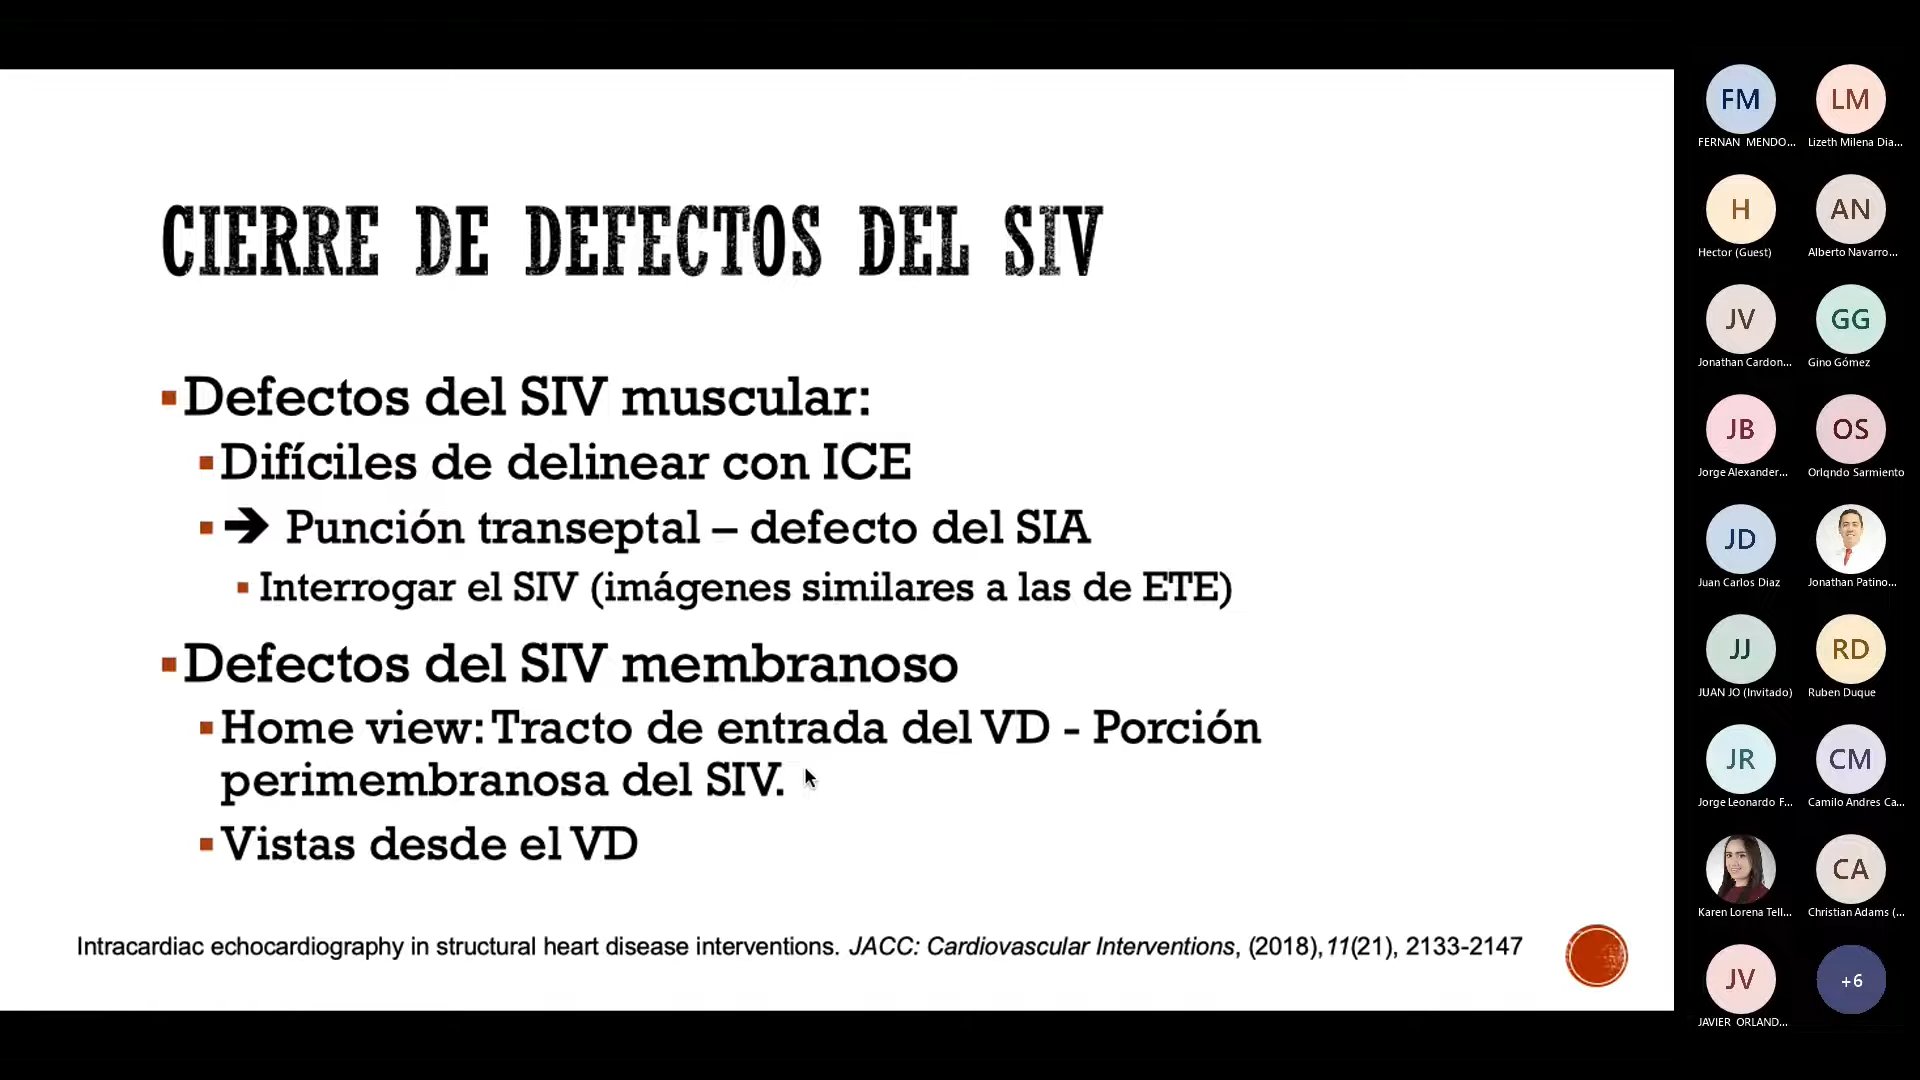 CIERRE DE DEFECTOS DEL SIV
Defectos del SIV muscular:
Difíciles de delinear con ICE
➔ Punción transeptal – defecto del SIA
Interrogar el SIV (imágenes similares a las de ETE)
Defectos del SIV membranoso
Home view: Tracto de entrada del VD - Porción
perimembranosa del SIV.
Vistas desde el VD
Intracardiac echocardiography in structural heart disease interventions. JACC: Cardiovascular Interventions, (2018), 11(21), 2133-2147
FM
FERNAN MENDO...
LM
Lizeth Milena Dia...
H
Hector (Guest)
AN
Alberto Navarro...
JV
Jonathan Cardon...
GG
Gino Gómez
JB
Jorge Alexander...
OS
Orlqndo Sarmiento
JD
Juan Carlos Diaz
Jonathan Patino...
JJ
JUAN JO (Invitado)
RD
Ruben Duque
JR
Jorge Leonardo F...
CM
Camilo Andres Ca...
Karen Lorena Tell...
CA
Christian Adams (...
JV
JAVIER ORLAND...
+6